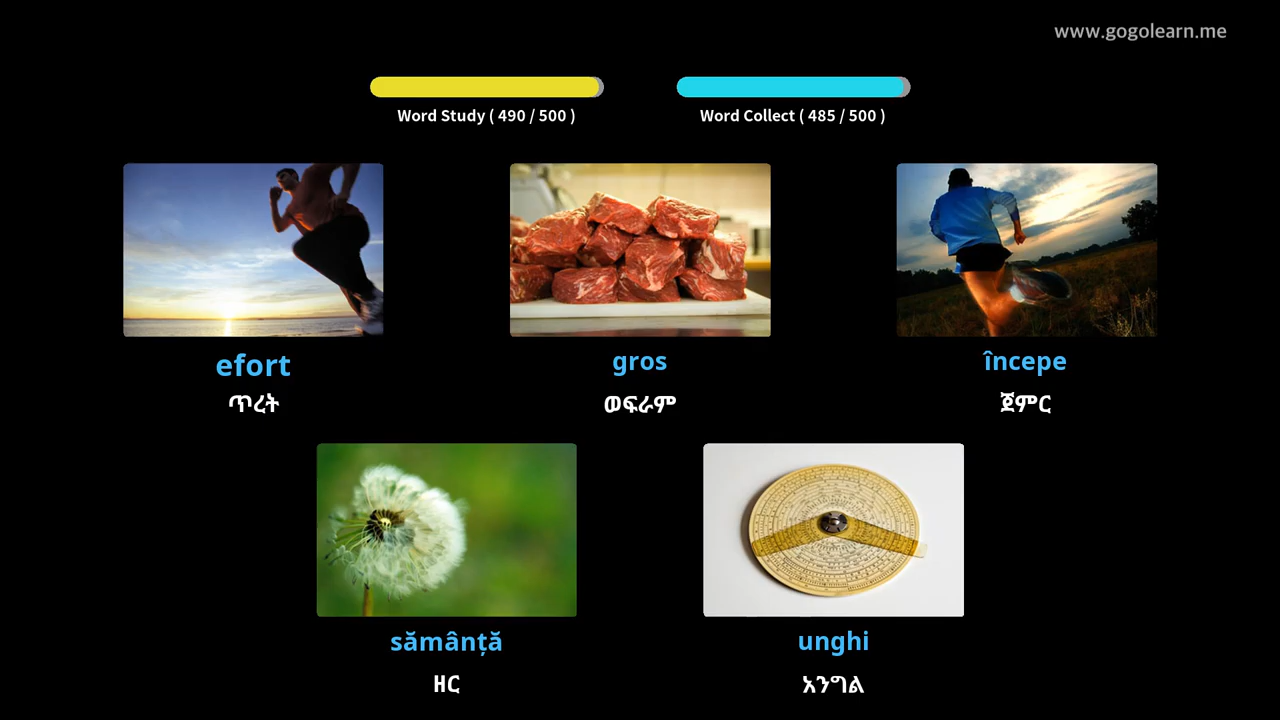 www.gogolearn.me
Word Study ( 490 / 500 )
Word Collect ( 485 / 500 )
efort
ጥረት
gros
ወፍራም
începe
ጀምር
sămânță
ዘር
unghi
አንግል